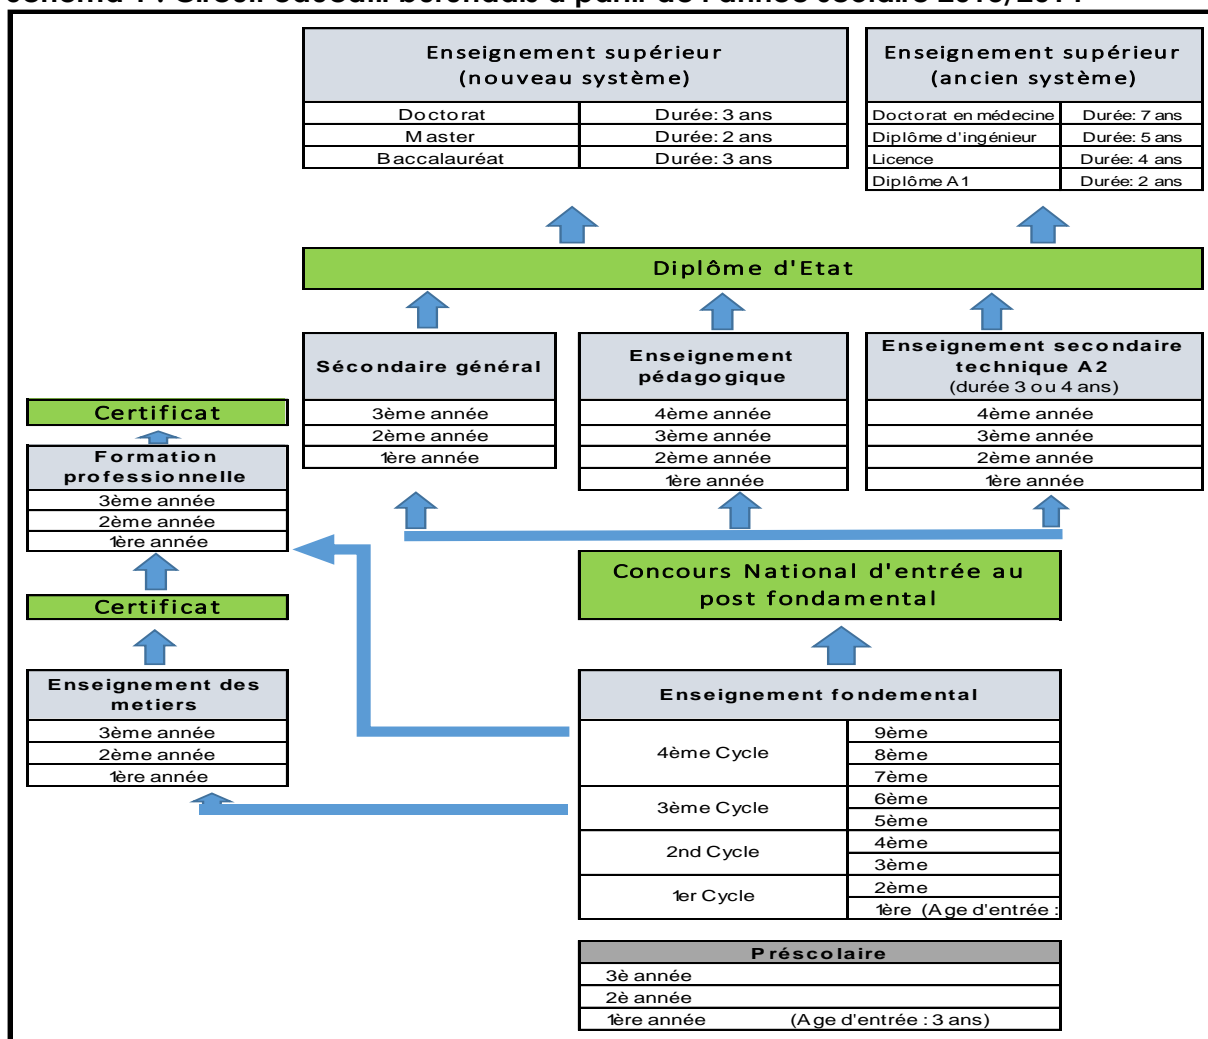 Circuit éducatif burundais à partir de l'année scolaire
Enseignement supérieur
(nouveau système)
Doctorat Durée: 3 ans
Master Durée: 2 ans
Baccalauréat Durée: 3 ans
Enseignement supérieur
(ancien système)
Doctorat en médecine Durée: 7 ans
Diplôme d'ingénieur Durée: 5 ans
Licence Durée: 4 ans
Diplôme A1 Durée: 2 ans
Diplôme d'Etat
Sécondaire général
3ème année
2ème année
1ère année
Enseignement
pédagogique
4ème année
3ème année
2ème année
1ère année
Enseignement secondaire
technique A2
(durée 3 ou 4 ans)
4ème année
3ème année
2ème année
1ère année
Certificat
Formation
professionnelle
3ème année
2ème année
1ère année
Certificat
Enseignement des
metiers
3ème année
2ème année
1ère année
Concours National d'entrée au
post fondamental
Enseignement fondemental
4ème Cycle
9ème
8ème
7ème
3ème Cycle
6ème
5ème
2nd Cycle
4ème
3ème
1er Cycle
2ème
1ère (Age d'entrée :
Préscolaire
3è année
2è année
1ère année (Age d'entrée : 3 ans)